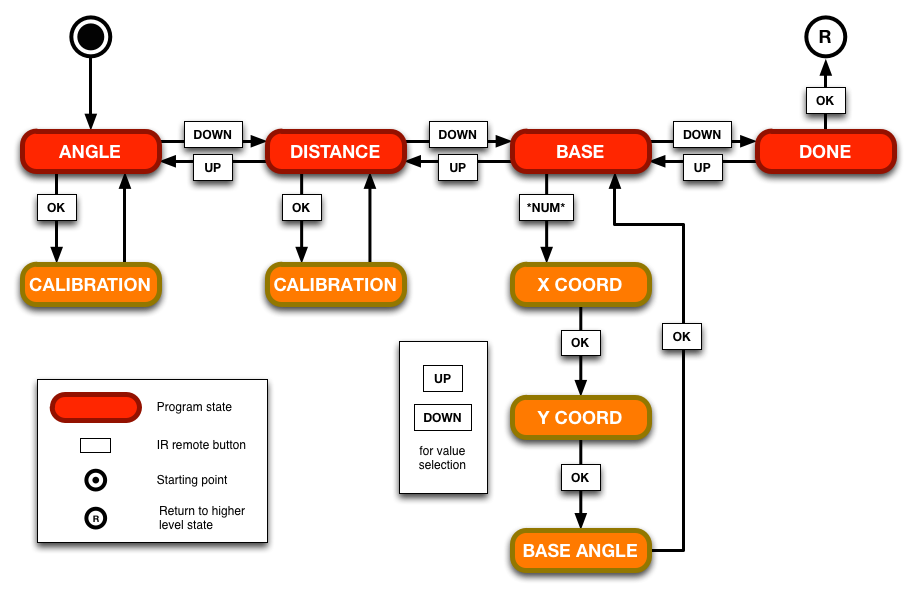 R
OK
DOWN
DOWN
DOWN
ANGLE
DISTANCE
BASE
DONE
UP
UP
UP
OK
OK
*NUM*
CALIBRATION
CALIBRATION
X COORD
OK
OK
UP
DOWN
for value
selection
Y COORD
OK
BASE ANGLE
Program state
IR remote button
Starting point
R
Return to higher
level state